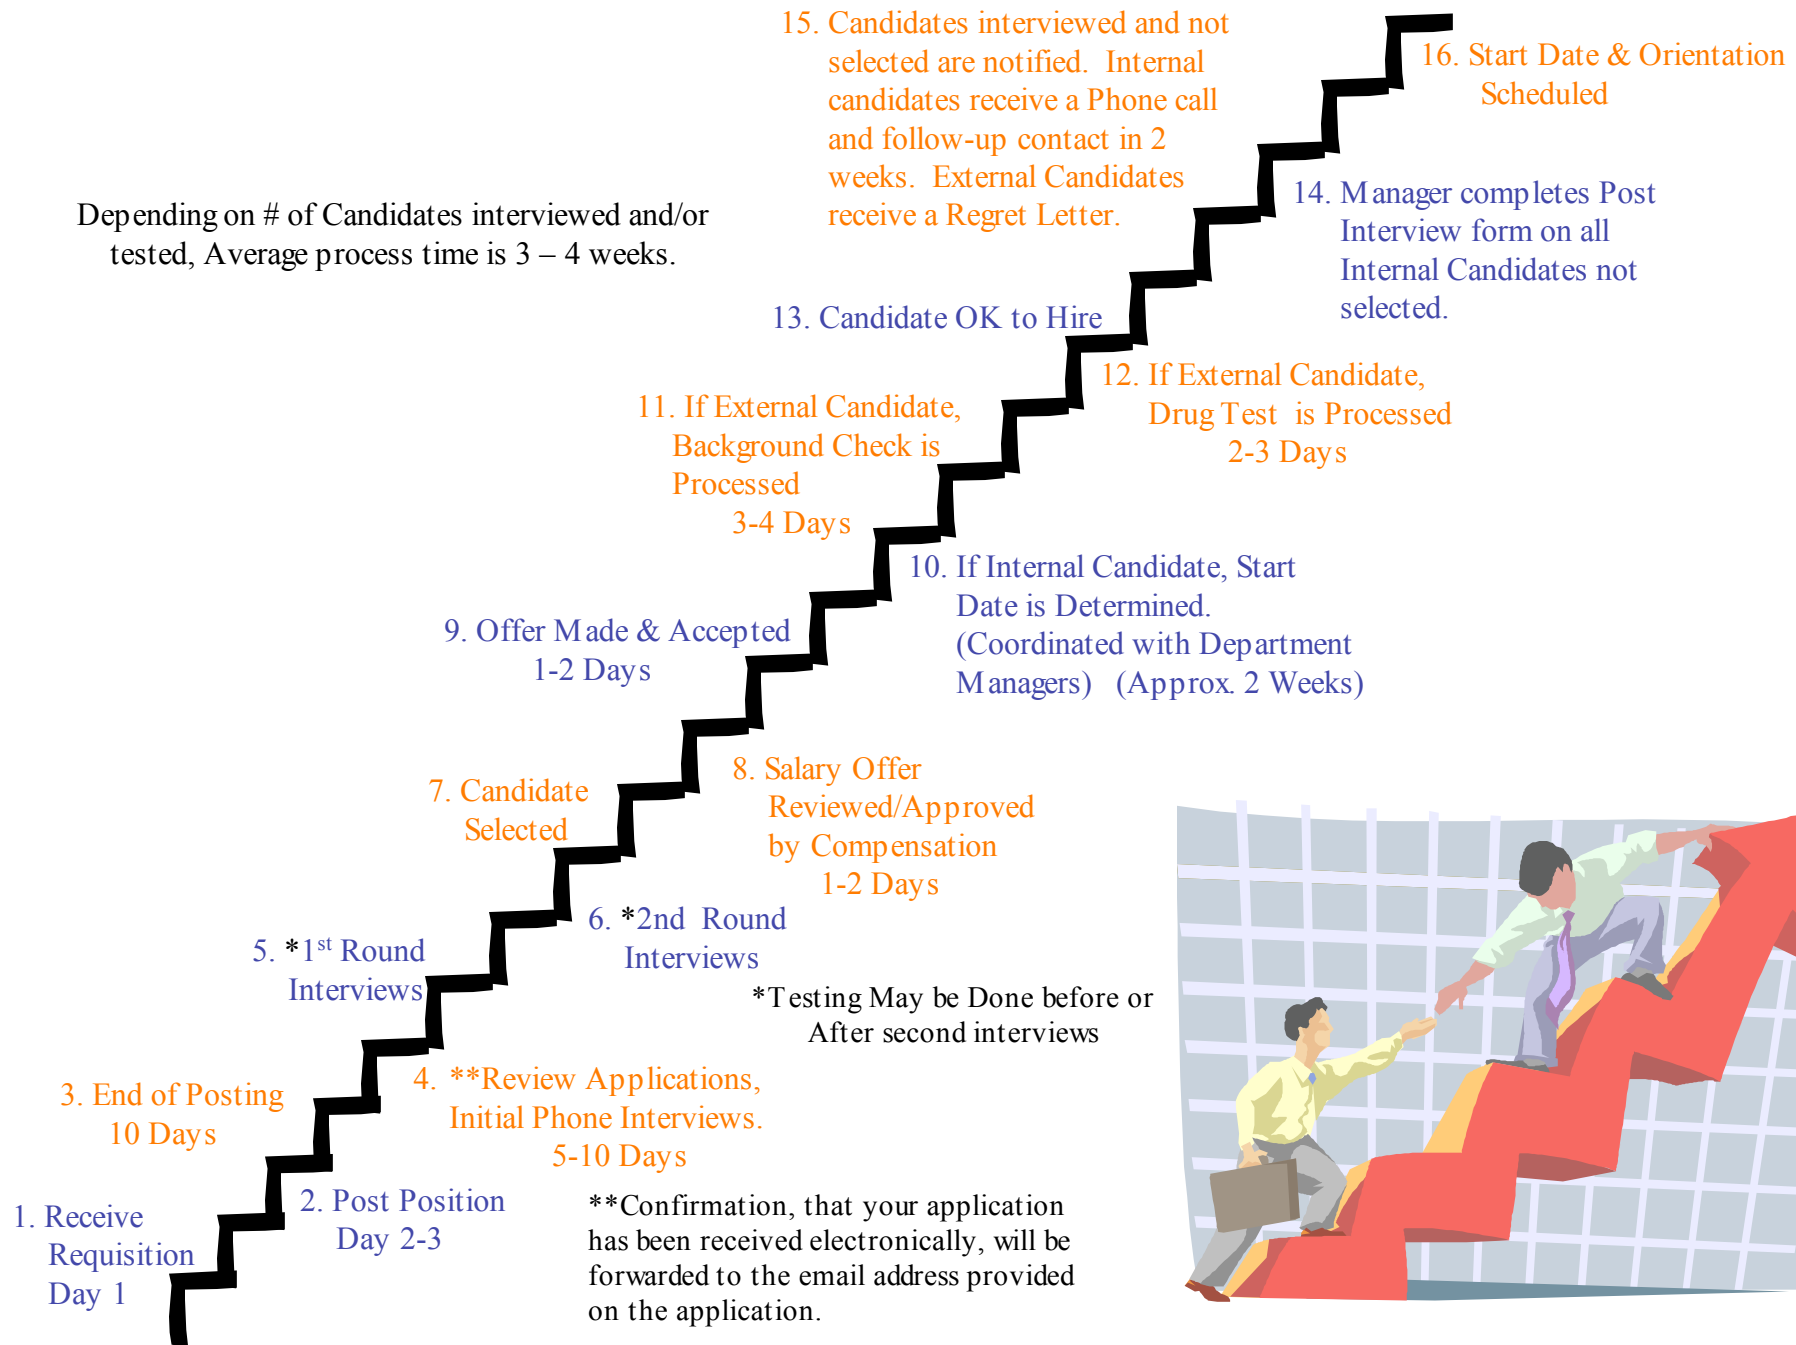 15. Candidates interviewed and not
selected are notified.  Internal
candidates receive a Phone call
and follow-up contact in 2
weeks.  External Candidates
receive a Regret Letter.
16. Start Date & Orientation
Scheduled
Depending on # of Candidates interviewed and/or
tested, Average process time is 3 – 4 weeks.
14. Manager completes Post
Interview form on all
Internal Candidates not
selected.
13. Candidate OK to Hire
12. If External Candidate,
Drug Test  is Processed
2-3 Days
11. If External Candidate,
Background Check is
Processed
3-4 Days
10. If Internal Candidate, Start
Date is Determined.
(Coordinated with Department
Managers)   (Approx. 2 Weeks)
9. Offer Made & Accepted
1-2 Days
8. Salary Offer
Reviewed/Approved
by Compensation
1-2 Days
7. Candidate
Selected
6. *2nd  Round
Interviews
5. *1st Round
Interviews
*Testing May be Done before or
After second interviews
4. **Review Applications,
Initial Phone Interviews.
5-10 Days
3. End of Posting
10 Days
2. Post Position
Day 2-3
1. Receive
Requisition
Day 1
**Confirmation, that your application
has been received electronically, will be
forwarded to the email address provided
on the application.